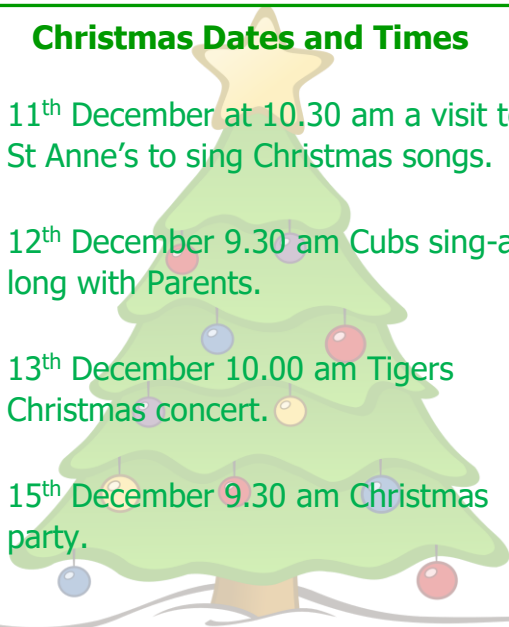 Christmas Dates and Times
11th December at 10.30 am a visit to
St Anne's to sing Christmas songs.
12th December 9.30 am Cubs sing-a
long with Parents.
13th December 10.00 am Tigers
Christmas concert.
15th December 9.30 am Christmas
party.